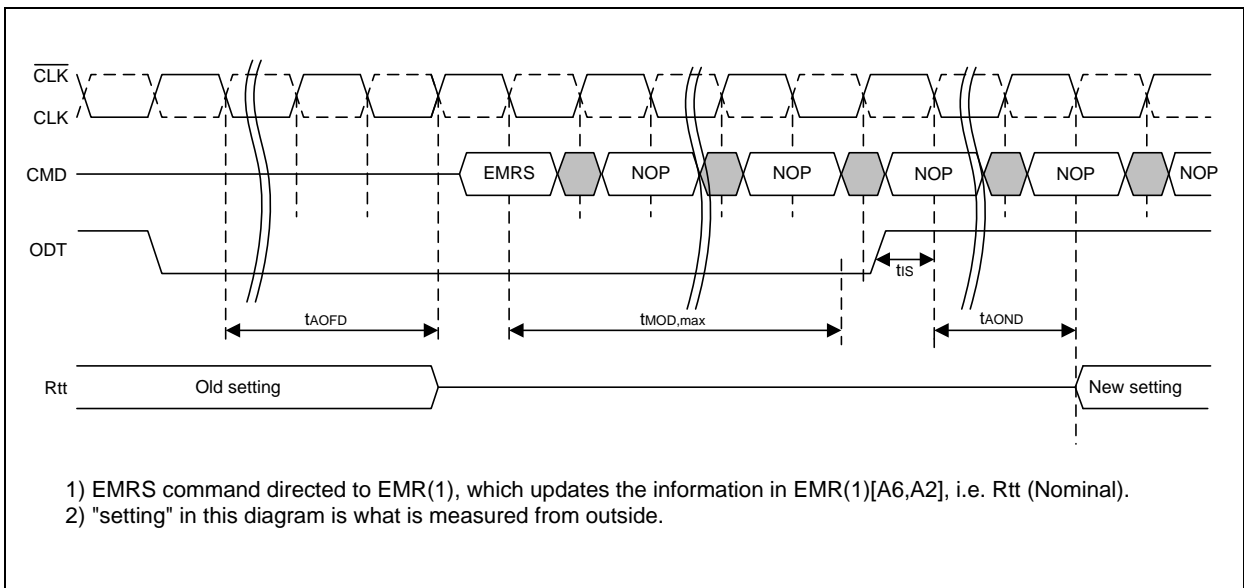 CLK
CLK
CMD EMRS NOP NOP NOP NOP NOP
ODT
tIS
tAOFD tMOD,max tAOND
Rtt Old setting New setting
1) EMRS command directed to EMR(1), which updates the information in EMR(1)[A6,A2], i.e. Rtt (Nominal).
2) "setting" in this diagram is what is measured from outside.